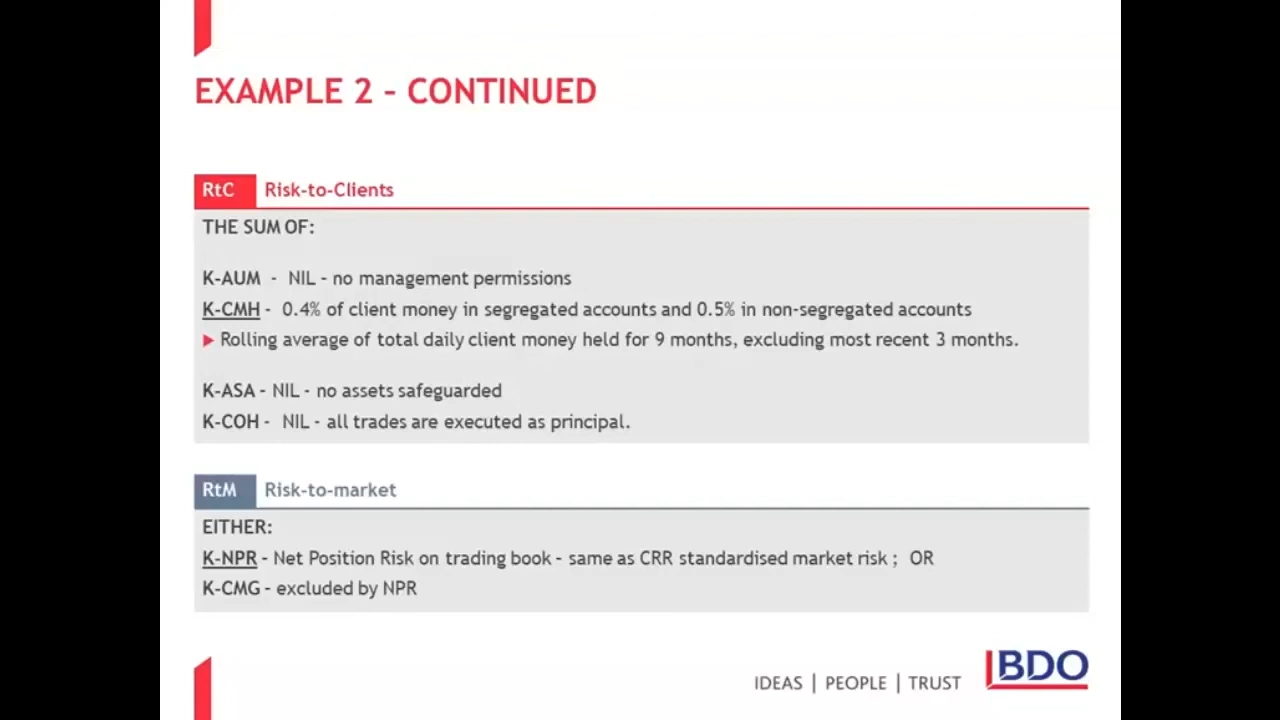 EXAMPLE 2 – CONTINUED
RtC Risk-to-Clients
THE SUM OF:
K-AUM - NIL - no management permissions
K-CMH - 0.4% of client money in segregated accounts and 0.5% in non-segregated accounts
▶ Rolling average of total daily client money held for 9 months, excluding most recent 3 months.
K-ASA - NIL - no assets safeguarded
K-COH - NIL - all trades are executed as principal.
RtM Risk-to-market
EITHER:
K-NPR – Net Position Risk on trading book – same as CRR standardised market risk ; OR
K-CMG – excluded by NPR
IDEAS | PEOPLE | TRUST
BDO